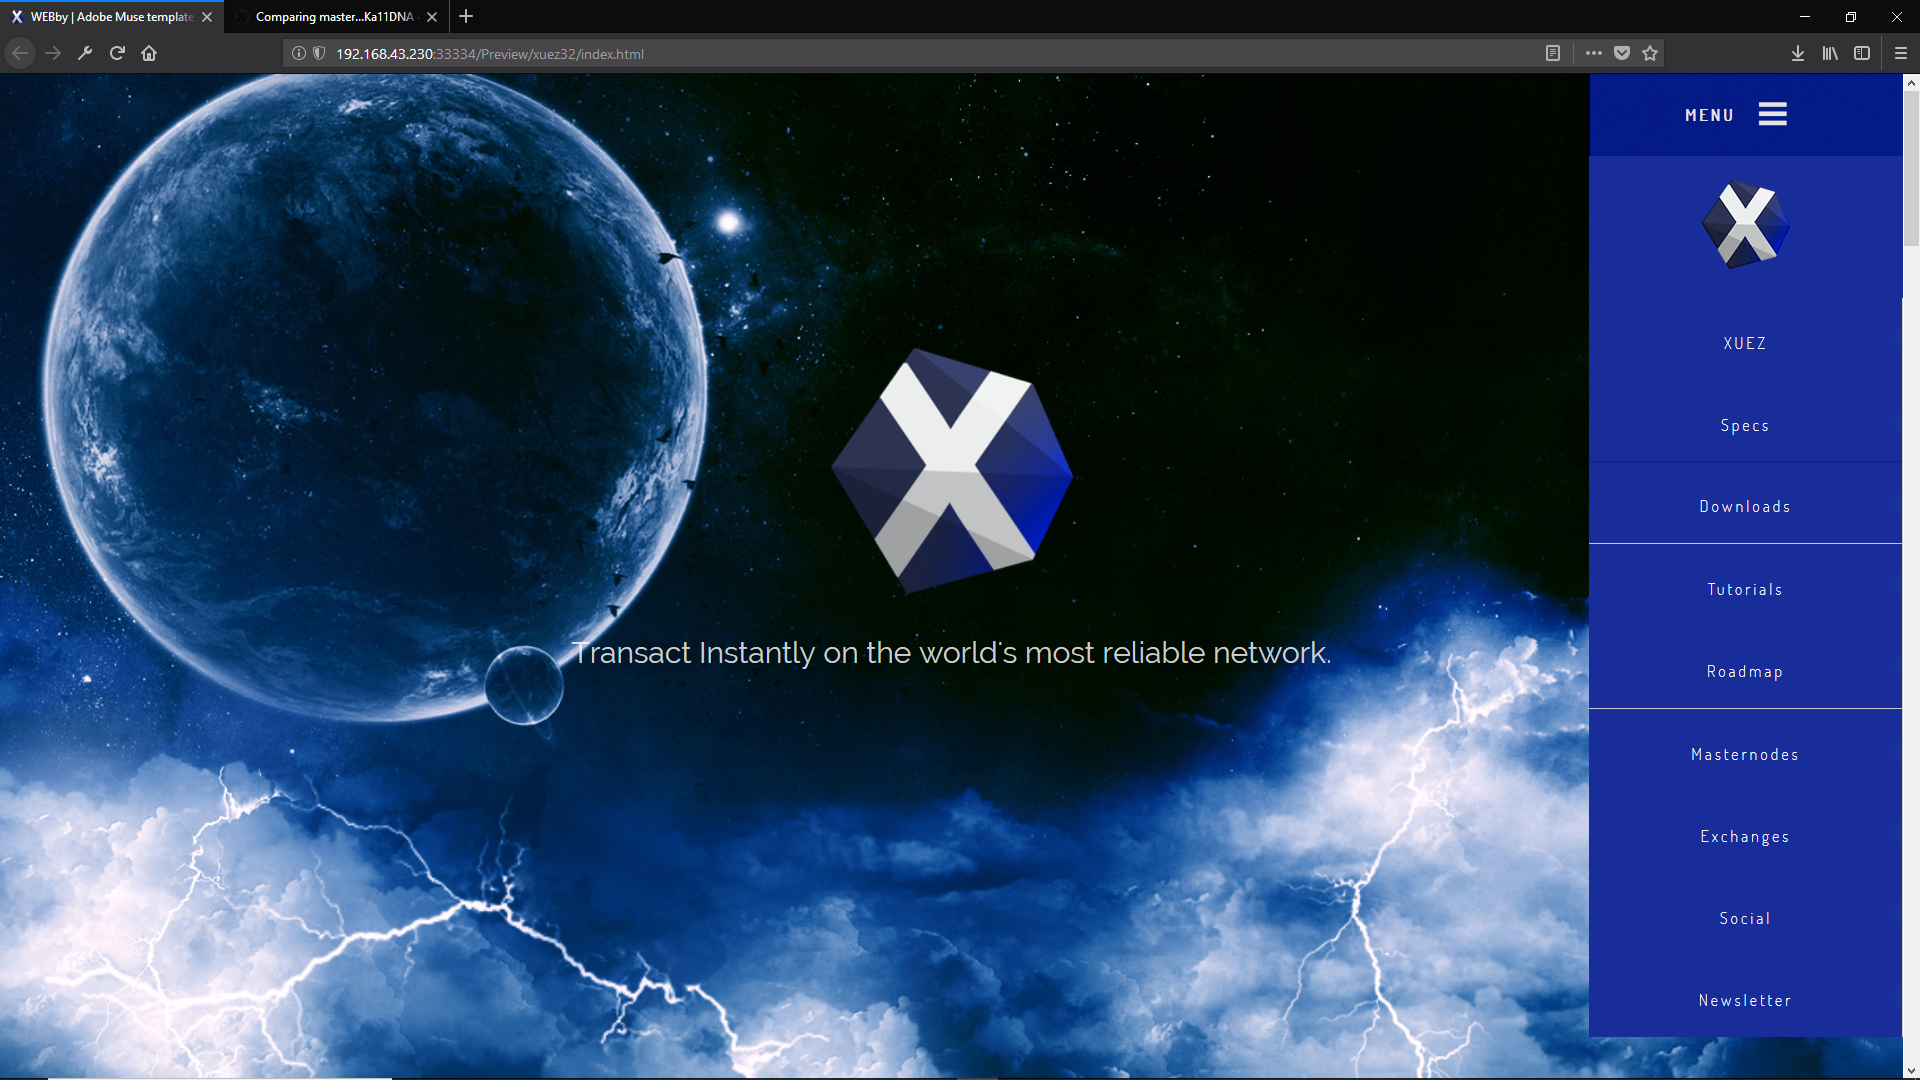 WEBby | Adobe Muse template
Comparing master...Ka11DNA
192.168.43.230:33334/Preview/xuez32/index.html
MENU
XUEZ
Specs
Downloads
Tutorials
Roadmap
Masternodes
Exchanges
Social
Newsletter
Transact Instantly on the world's most reliable network.